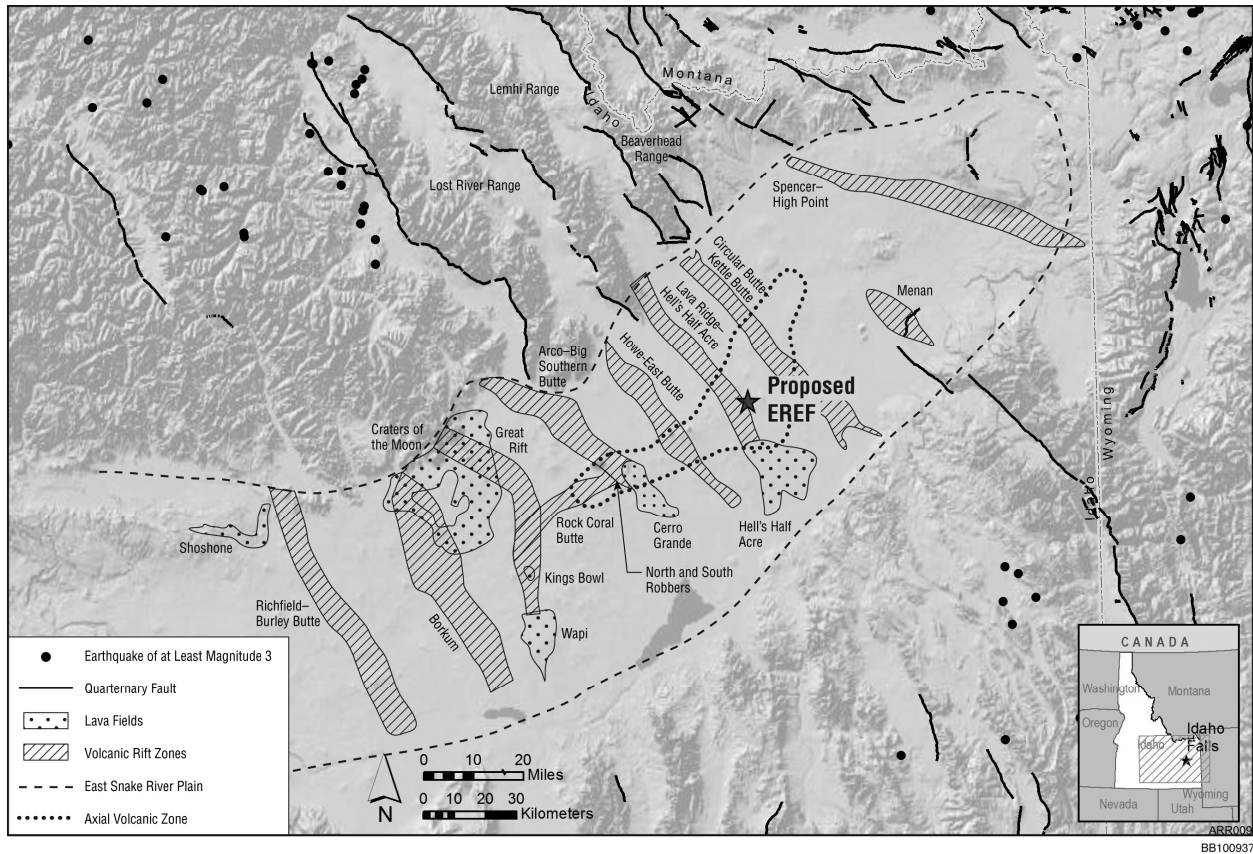 Montana
Idaho
Lemhi Range
Beaverhead
Range
Lost River Range
Spencer–
High Point
Circular Butte–
Kettle Butte
Lava Ridge–
Hell's Half Acre
Menan
Howe-East Butte
Arco–Big
Southern
Butte
Proposed
EREF
Craters of
the Moon
Great
Rift
Wyoming
Idaho
Shoshone
Rock Coral
Butte
Cerro
Grande
Hell's Half
Acre
North and South
Robbers
Kings Bowl
Richfield–
Burley Butte
Borkum
Wapi
Earthquake of at Least Magnitude 3
Quarternary Fault
Lava Fields
Volcanic Rift Zones
East Snake River Plain
Axial Volcanic Zone
N
0 10 20
Miles
0 10 20 30
Kilometers
CANADA
Washington
Montana
Oregon
Idaho
Idaho
Falls
Wyoming
Nevada
Utah
ARR009
BB100937